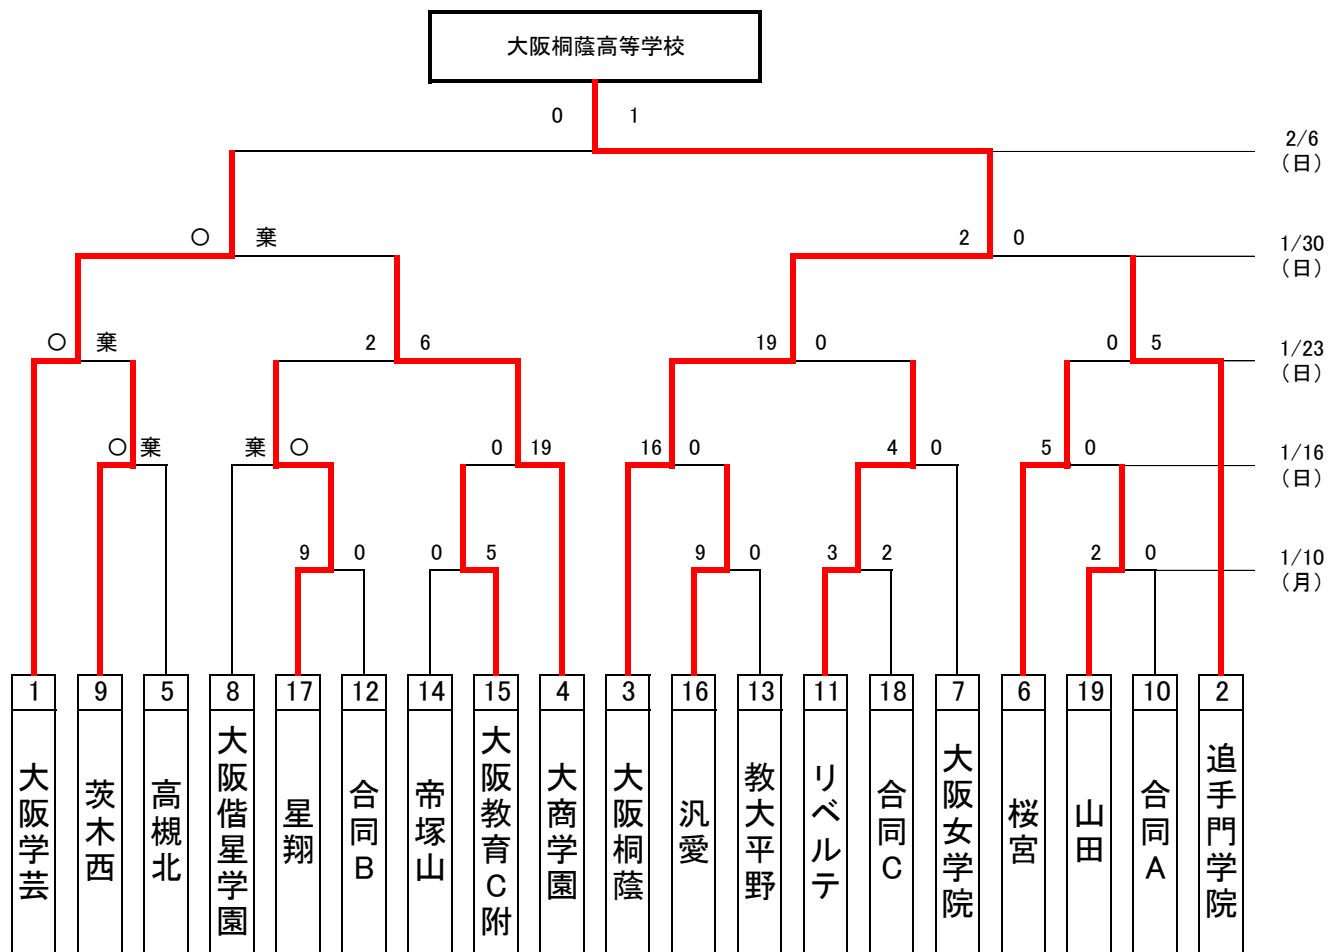 大阪桐蔭高等学校
0 1
2/6
(日)
〇 棄 2 0
1/30
(日)
〇 棄 2 6 19 0 0 5
1/23
(日)
〇 棄 棄 〇 0 19 16 0 4 0 5 0
1/16
(日)
9 0 0 5 9 0 3 2 2 0
1/10
(月)
1 9 5 8 17 12 14 15 4 3 16 13 11 18 7 6 19 10 2
大阪学芸
茨木西
高槻北
大阪偕星学園
星翔
合同B
帝塚山
大阪教育C附
大商学園
大阪桐蔭
汎愛
教大平野
リベルテ
合同C
大阪女学院
桜宮
山田
合同A
追手門学院